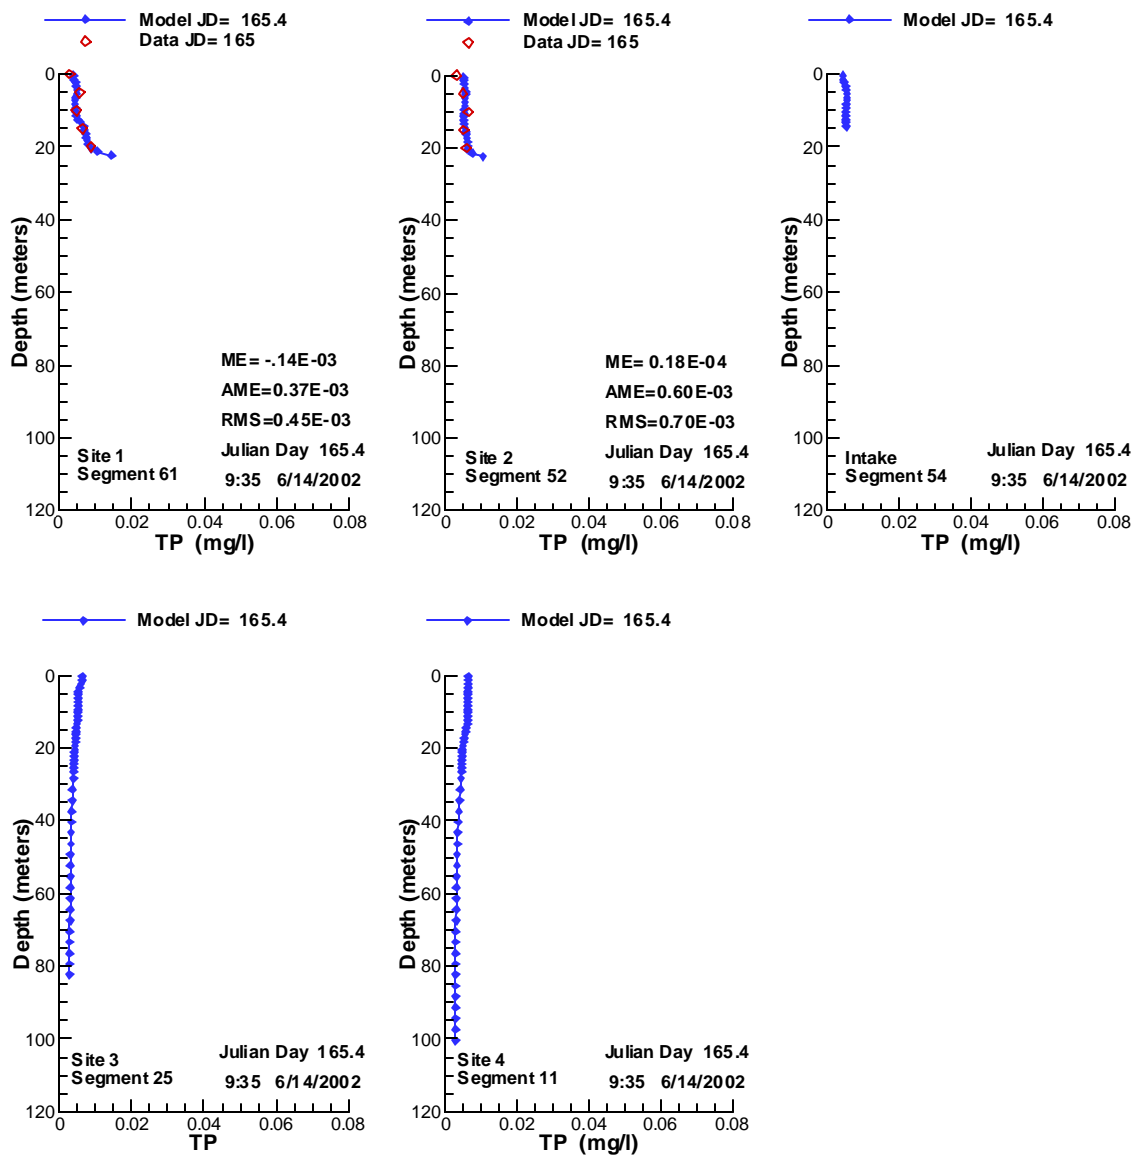 Model JD= 165.4
Data JD= 165
0
20
40
60
80
100
120
Depth (meters)
ME= -.14E-03
AME=0.37E-03
RMS=0.45E-03
Julian Day 165.4
9:35 6/14/2002
Site 1
Segment 61
0 0.02 0.04 0.06 0.08
TP (mg/l)
Model JD= 165.4
Data JD= 165
0
20
40
60
80
100
120
Depth (meters)
ME= 0.18E-04
AME=0.60E-03
RMS=0.70E-03
Julian Day 165.4
9:35 6/14/2002
Site 2
Segment 52
0 0.02 0.04 0.06 0.08
TP (mg/l)
Model JD= 165.4
0
20
40
60
80
100
120
Depth (meters)
Julian Day 165.4
9:35 6/14/2002
Intake
Segment 54
0 0.02 0.04 0.06 0.08
TP (mg/l)
Model JD= 165.4
0
20
40
60
80
100
120
Depth (meters)
Julian Day 165.4
9:35 6/14/2002
Site 3
Segment 25
0 0.02 0.04 0.06 0.08
TP
Model JD= 165.4
0
20
40
60
80
100
120
Depth (meters)
Julian Day 165.4
9:35 6/14/2002
Site 4
Segment 11
0 0.02 0.04 0.06 0.08
TP (mg/l)